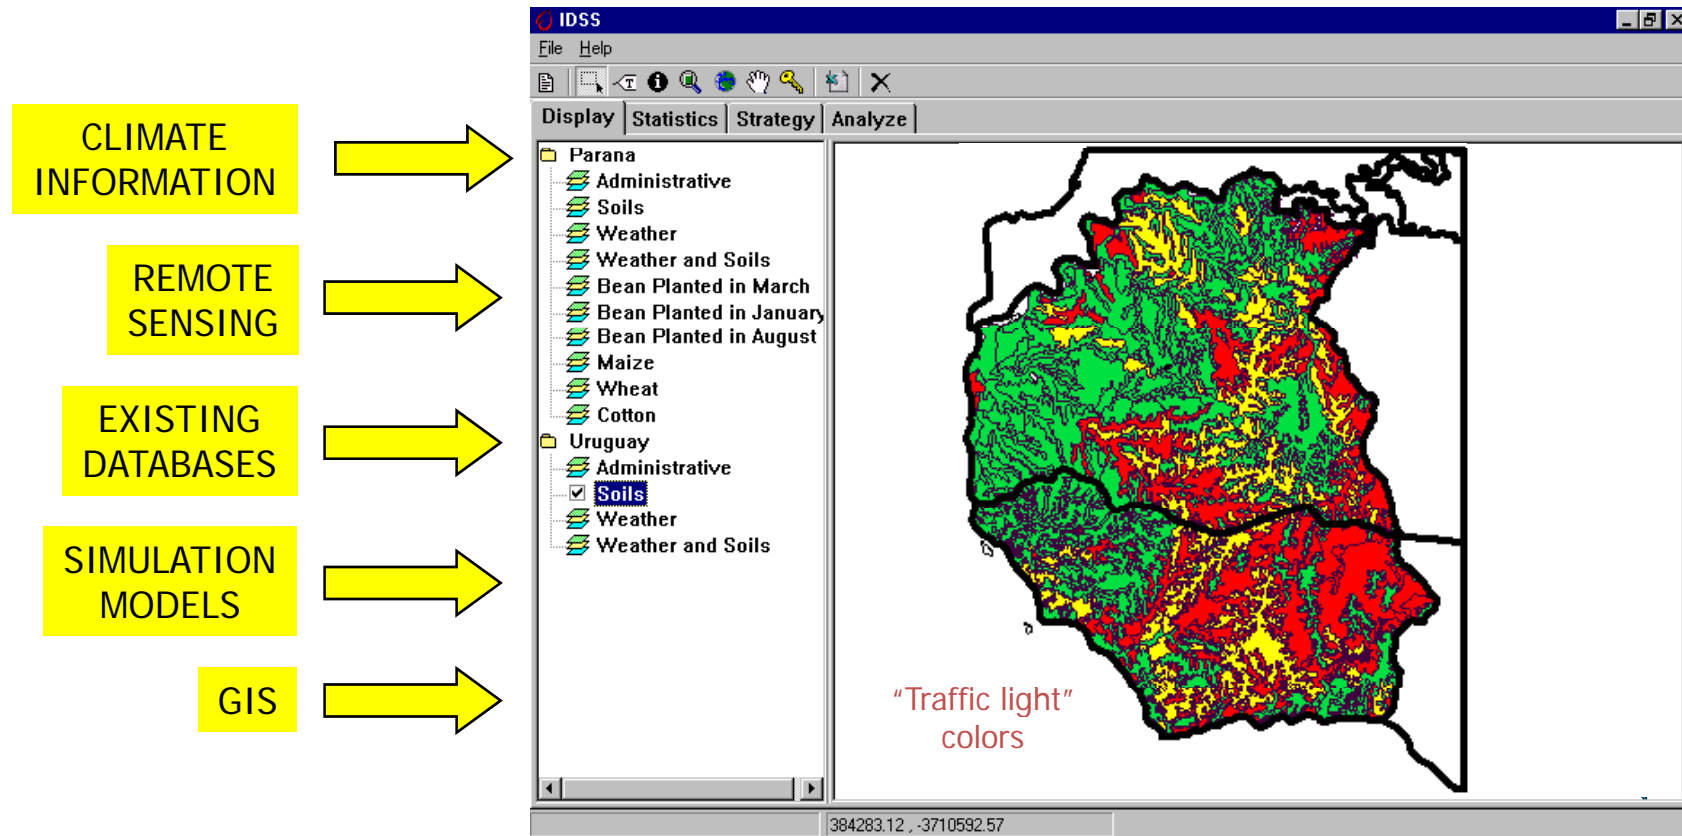 CLIMATE
INFORMATION
REMOTE
SENSING
EXISTING
DATABASES
SIMULATION
MODELS
GIS
IDSS
File Help
Display Statistics Strategy Analyze
Parana
Administrative
Soils
Weather
Weather and Soils
Bean Planted in March
Bean Planted in January
Bean Planted in August
Maize
Wheat
Cotton
Uruguay
Administrative
Soils
Weather
Weather and Soils
“Traffic light”
colors
384283.12 , -3710592.57